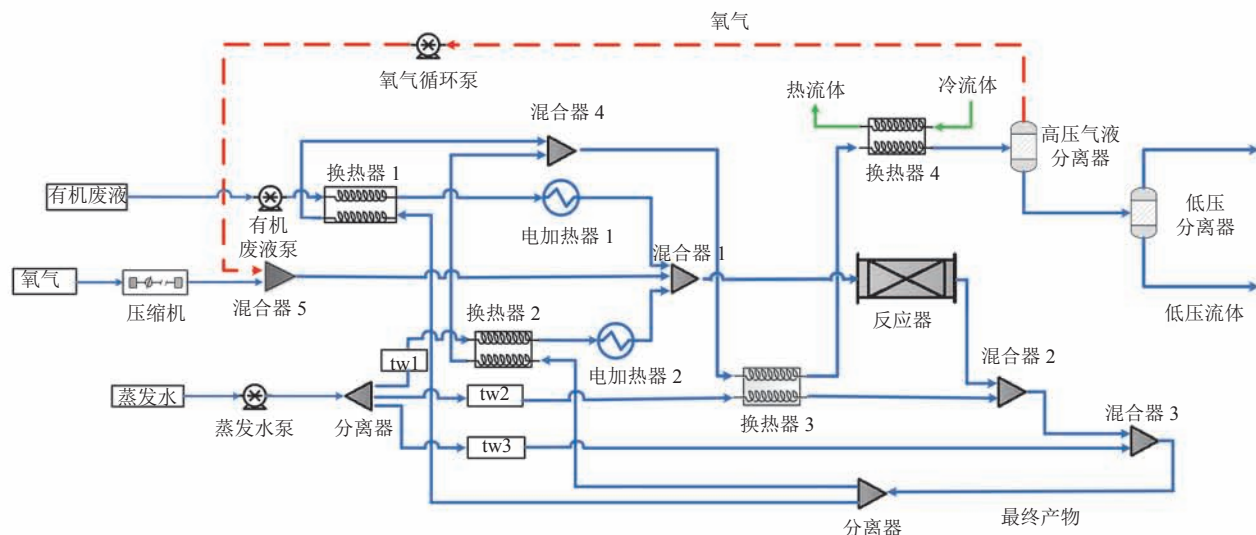 氧气
氧气循环泵
热流体
冷流体
混合器 4
高压气液
分离器
换热器 1
换热器 4
有机废液
有机
废液泵
电加热器 1
低压
分离器
混合器 1
氧气
压缩机
混合器 5
换热器 2
反应器
低压流体
tw1
混合器 2
电加热器 2
蒸发水
tw2
蒸发水泵
分离器
换热器 3
混合器 3
tw3
最终产物
分离器